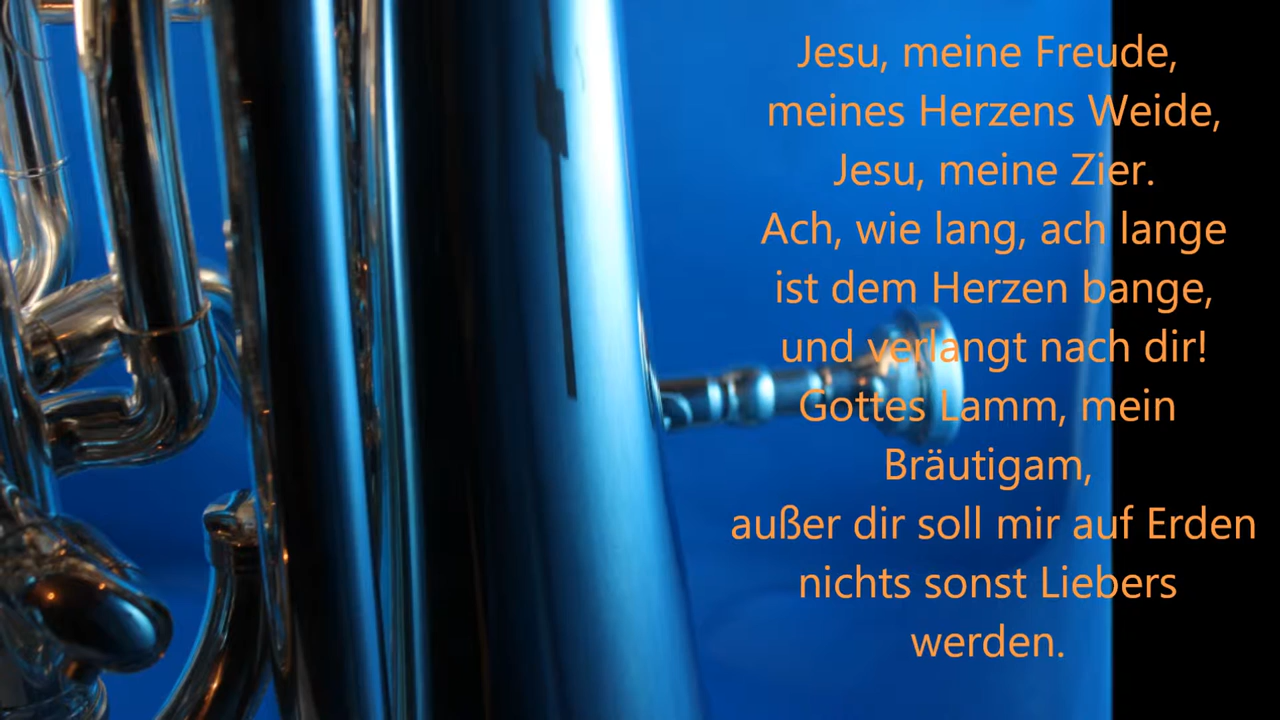 Jesu, meine Freude,
meines Herzens Weide,
Jesu, meine Zier.
Ach, wie lang, ach lange
ist dem Herzen bange,
und verlangt nach dir!
Gottes Lamm, mein
Bräutigam,
außer dir soll mir auf Erden
nichts sonst Liebers
werden.